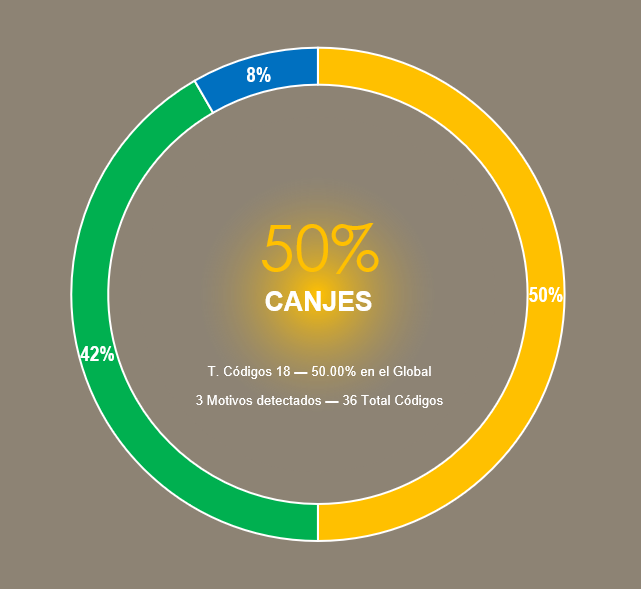 8%
50%
CANJES
50%
42%
T. Códigos 18 — 50.00% en el Global
3 Motivos detectados — 36 Total Códigos